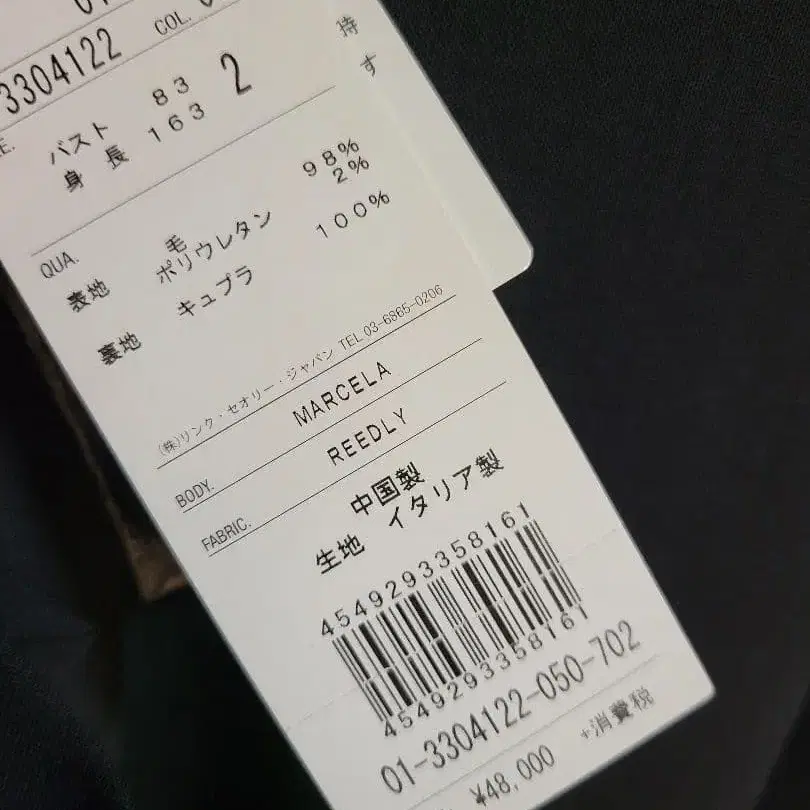 01
COL.
3304122
バスト 83 2
身長 163
持
す
QUA.
毛 98%
表地 ポリウレタン 2%
裏地 キュプラ 100%
(株)リンク・セオリー・ジャパン TEL.03-6865-0206
MARCELA
BODY.
REEDLY
FABRIC.
中国製
生地 イタリア製
4549293358161
4549293358161
01-3304122-050-702
¥48,000 +消費税